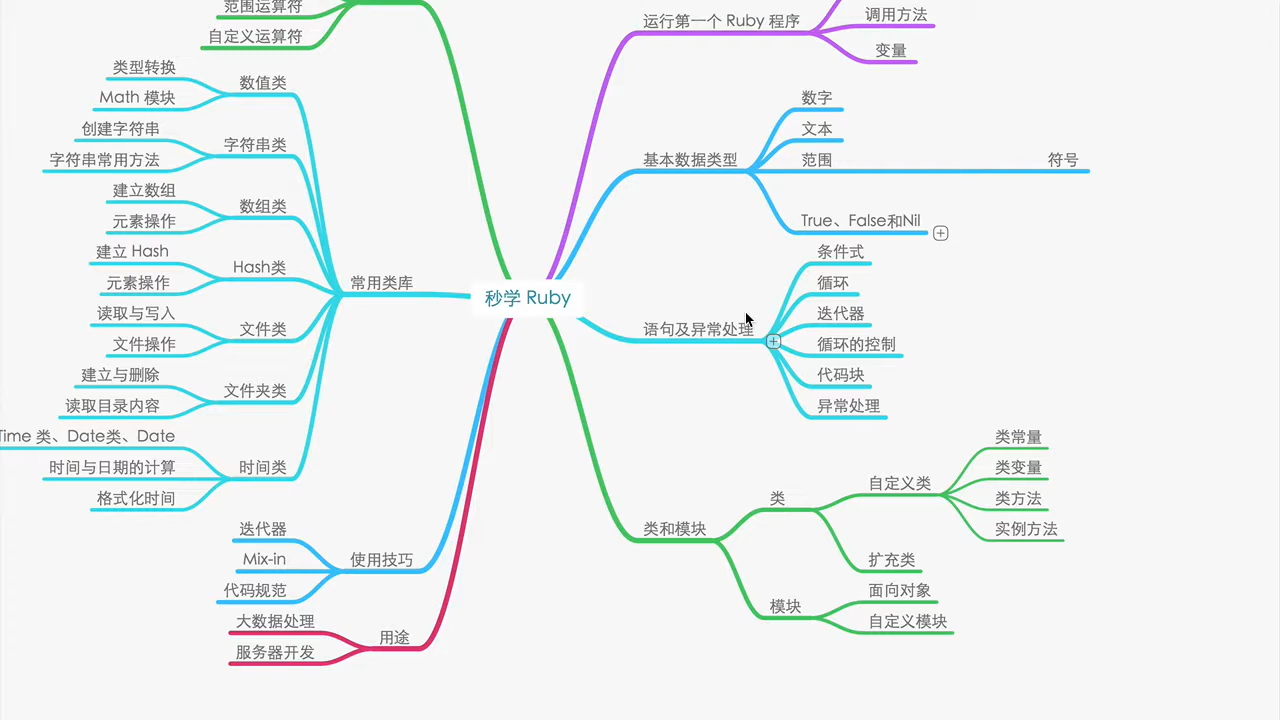 范围运算符
自定义运算符
类型转换
Math 模块
数值类
创建字符串
字符串常用方法
字符串类
建立数组
元素操作
数组类
建立 Hash
元素操作
Hash类
读取与写入
文件操作
文件类
建立与删除
读取目录内容
文件夹类
Time 类、Date类、Date
时间与日期的计算
格式化时间
时间类
常用类库
迭代器
Mix-in
代码规范
使用技巧
大数据处理
服务器开发
用途
秒学 Ruby
运行第一个 Ruby 程序
调用方法
变量
基本数据类型
数字
文本
范围
符号
True、False和Nil
语句及异常处理
条件式
循环
迭代器
循环的控制
代码块
异常处理
类和模块
类
自定义类
类常量
类变量
类方法
实例方法
扩充类
模块
面向对象
自定义模块